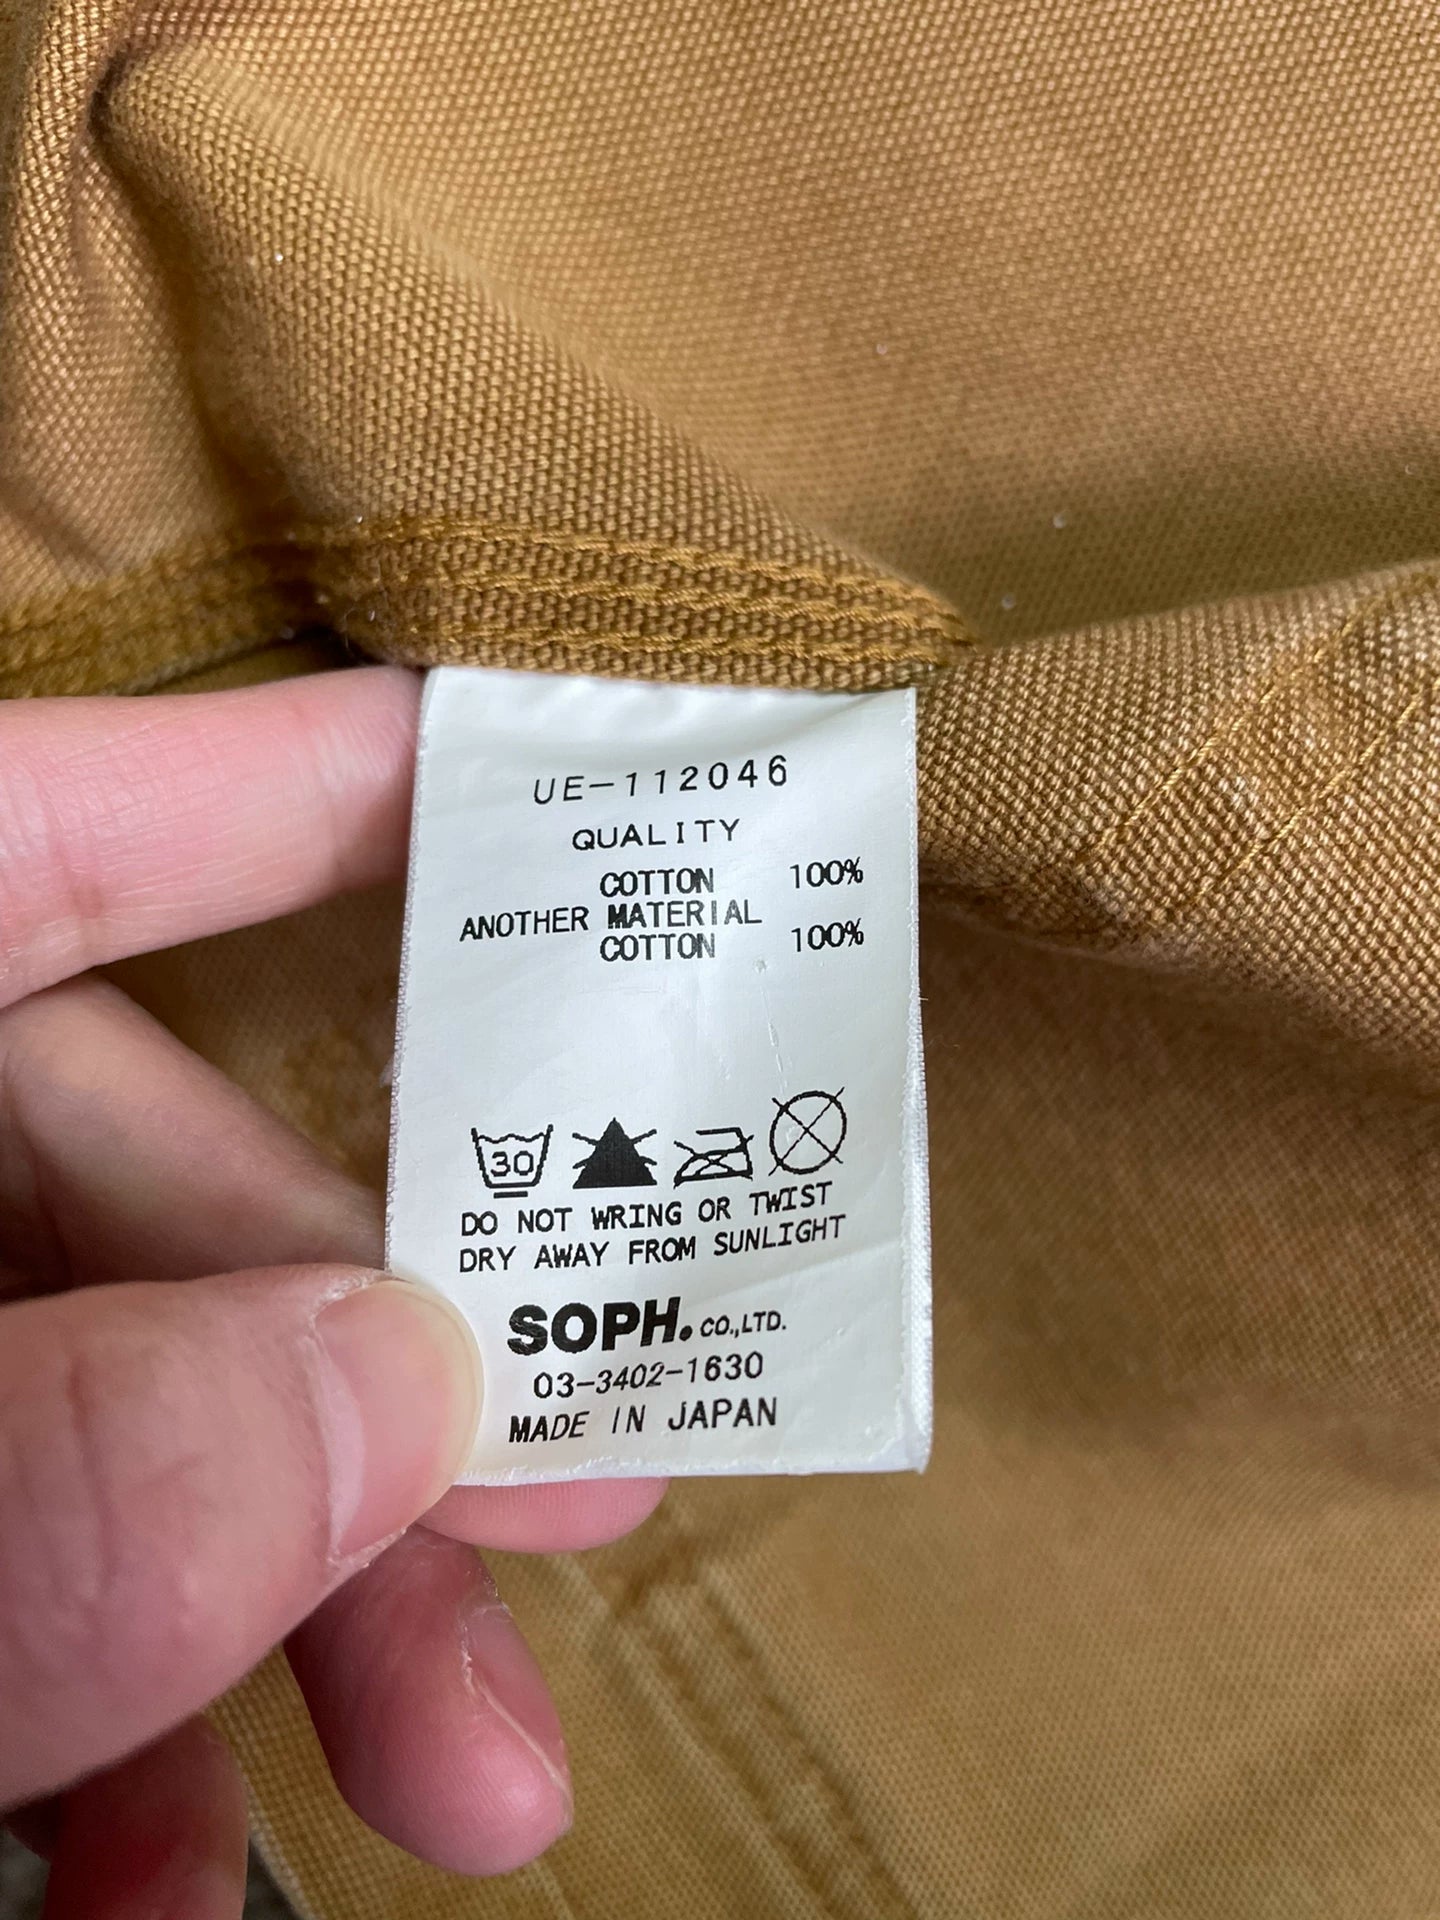 UE-112046
QUALITY
COTTON 100%
ANOTHER MATERIAL
COTTON 100%
30
DO NOT WRING OR TWIST
DRY AWAY FROM SUNLIGHT
SOPH. CO.,LTD.
03-3402-1630
MADE IN JAPAN